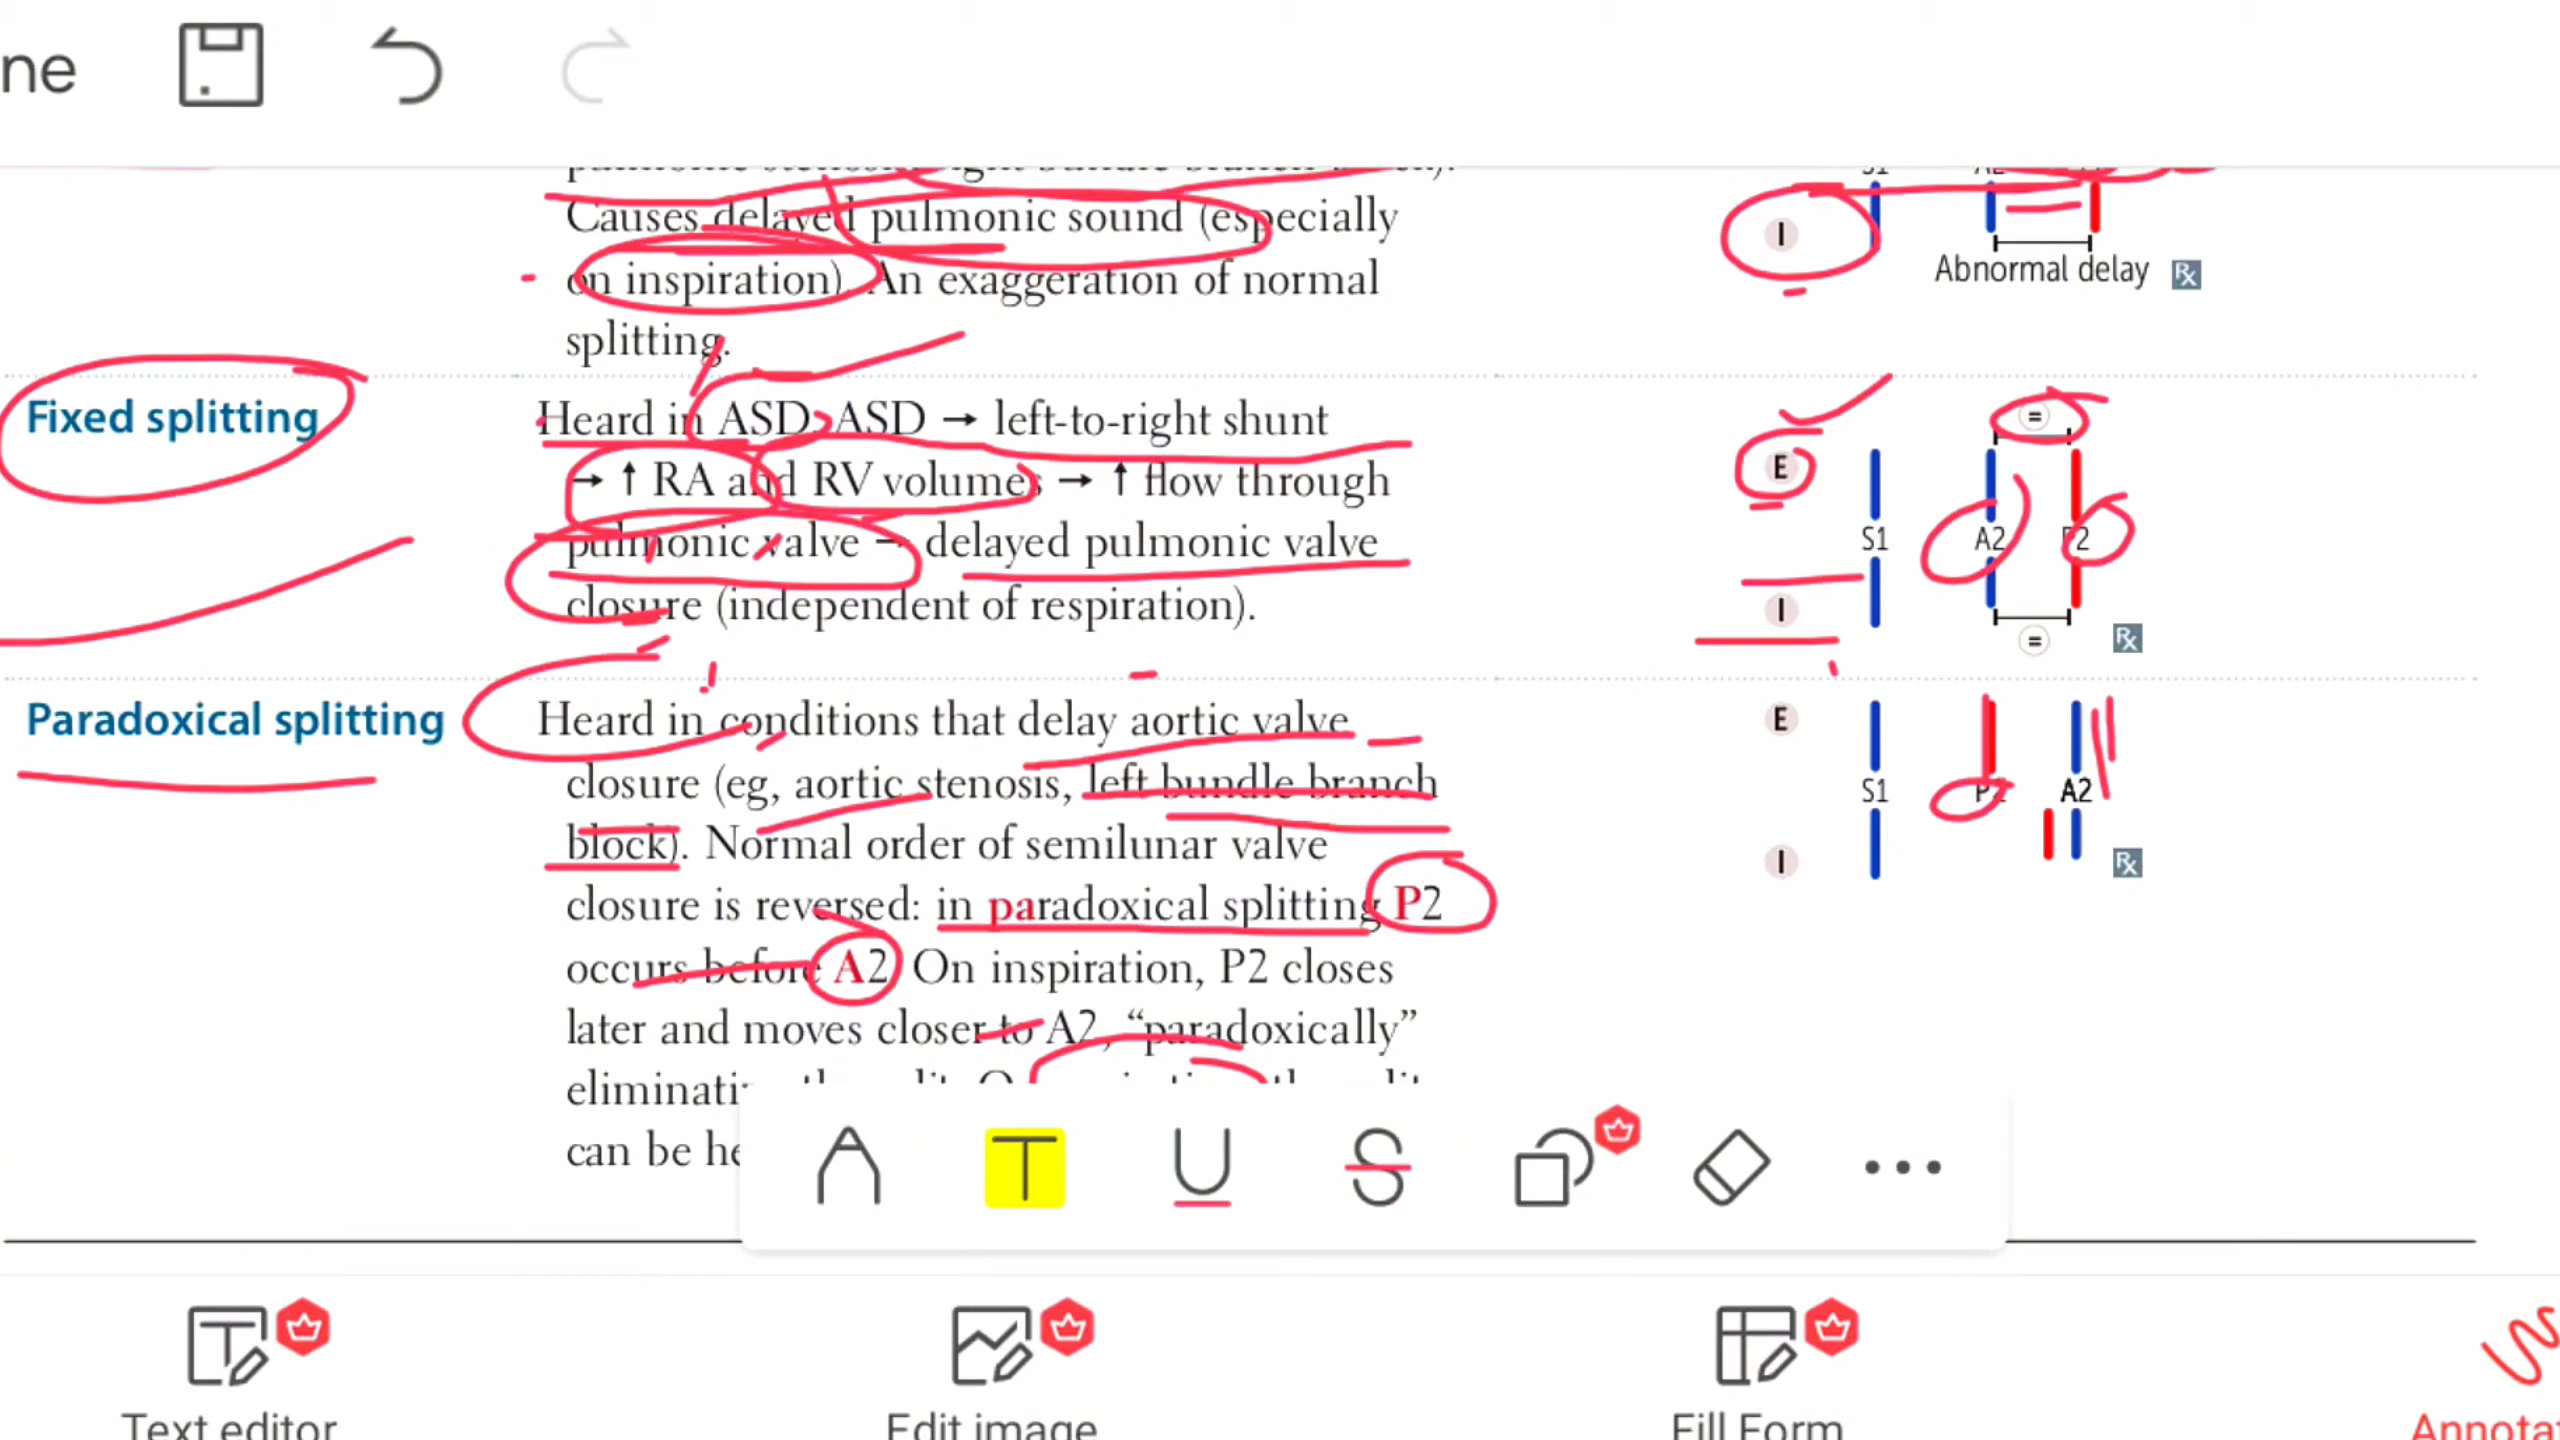 ne
Causes delayed pulmonic sound (especially
on inspiration). An exaggeration of normal
splitting.
I
Abnormal delay
Rx
Fixed splitting
Heard in ASD. ASD → left-to-right shunt
→ ↑ RA and RV volumes → ↑ flow through
pulmonic valve → delayed pulmonic valve
closure (independent of respiration).
=
E
S1 A2 P2
I
=
Rx
Paradoxical splitting
Heard in conditions that delay aortic valve
closure (eg, aortic stenosis, left bundle branch
block). Normal order of semilunar valve
closure is reversed: in paradoxical splitting P2
occurs before A2. On inspiration, P2 closes
later and moves closer to A2, “paradoxically”
can be
E
S1 P2 A2
I
Rx
T
U
S
Text editor
Edit image
Fill Form